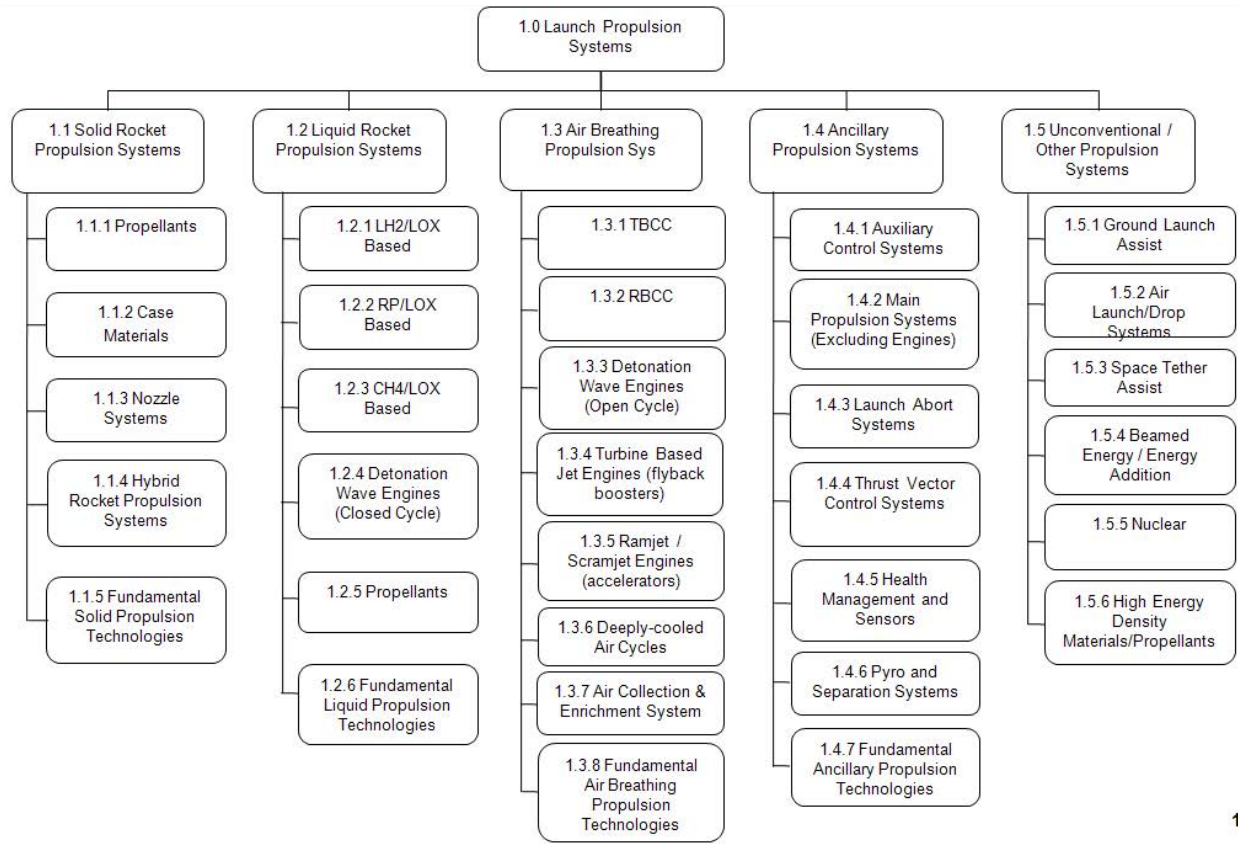 1.0 Launch Propulsion
Systems
1.1 Solid Rocket
Propulsion Systems
1.1.1 Propellants
1.1.2 Case
Materials
1.1.3 Nozzle
Systems
1.1.4 Hybrid
Rocket Propulsion
Systems
1.1.5 Fundamental
Solid Propulsion
Technologies
1.2 Liquid Rocket
Propulsion Systems
1.2.1 LH2/LOX
Based
1.2.2 RP/LOX
Based
1.2.3 CH4/LOX
Based
1.2.4 Detonation
Wave Engines
(Closed Cycle)
1.2.5 Propellants
1.2.6 Fundamental
Liquid Propulsion
Technologies
1.3 Air Breathing
Propulsion Sys
1.3.1 TBCC
1.3.2 RBCC
1.3.3 Detonation
Wave Engines
(Open Cycle)
1.3.4 Turbine Based
Jet Engines (flyback
boosters)
1.3.5 Ramjet /
Scramjet Engines
(accelerators)
1.3.6 Deeply-cooled
Air Cycles
1.3.7 Air Collection &
Enrichment System
1.3.8 Fundamental
Air Breathing
Propulsion
Technologies
1.4 Ancillary
Propulsion Systems
1.4.1 Auxiliary
Control Systems
1.4.2 Main
Propulsion Systems
(Excluding Engines)
1.4.3 Launch Abort
Systems
1.4.4 Thrust Vector
Control Systems
1.4.5 Health
Management and
Sensors
1.4.6 Pyro and
Separation Systems
1.4.7 Fundamental
Ancillary Propulsion
Technologies
1.5 Unconventional /
Other Propulsion
Systems
1.5.1 Ground Launch
Assist
1.5.2 Air
Launch/Drop
Systems
1.5.3 Space Tether
Assist
1.5.4 Beamed
Energy / Energy
Addition
1.5.5 Nuclear
1.5.6 High Energy
Density
Materials/Propellants
1